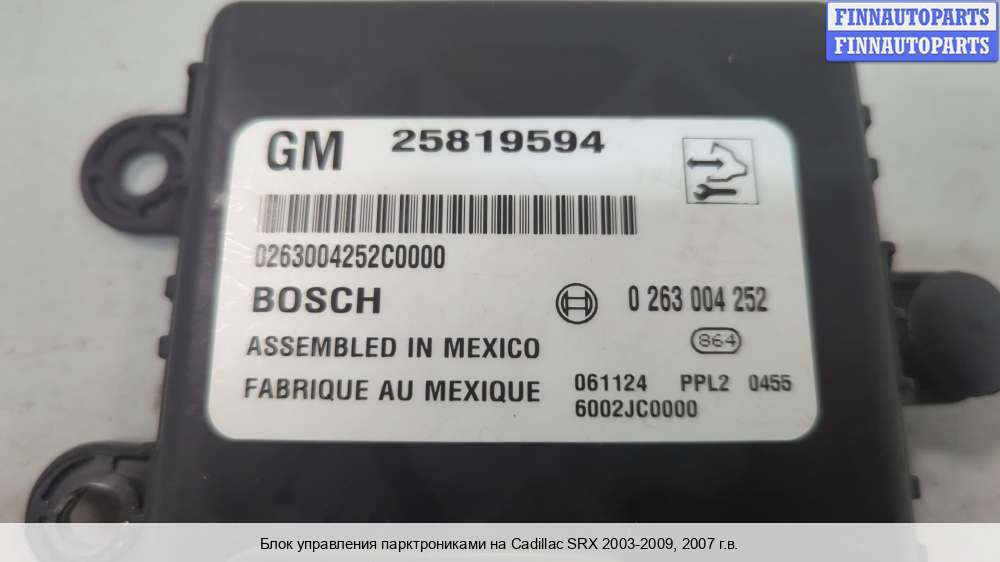 FINNAUTOPARTS
FINNAUTOPARTS
GM 25819594
0263004252C0000
BOSCH 0 263 004 252
864
ASSEMBLED IN MEXICO
FABRIQUE AU MEXIQUE 061124 PPL2 0455
6002JC0000
Блок управления парктрониками на Cadillac SRX 2003-2009, 2007 г.в.